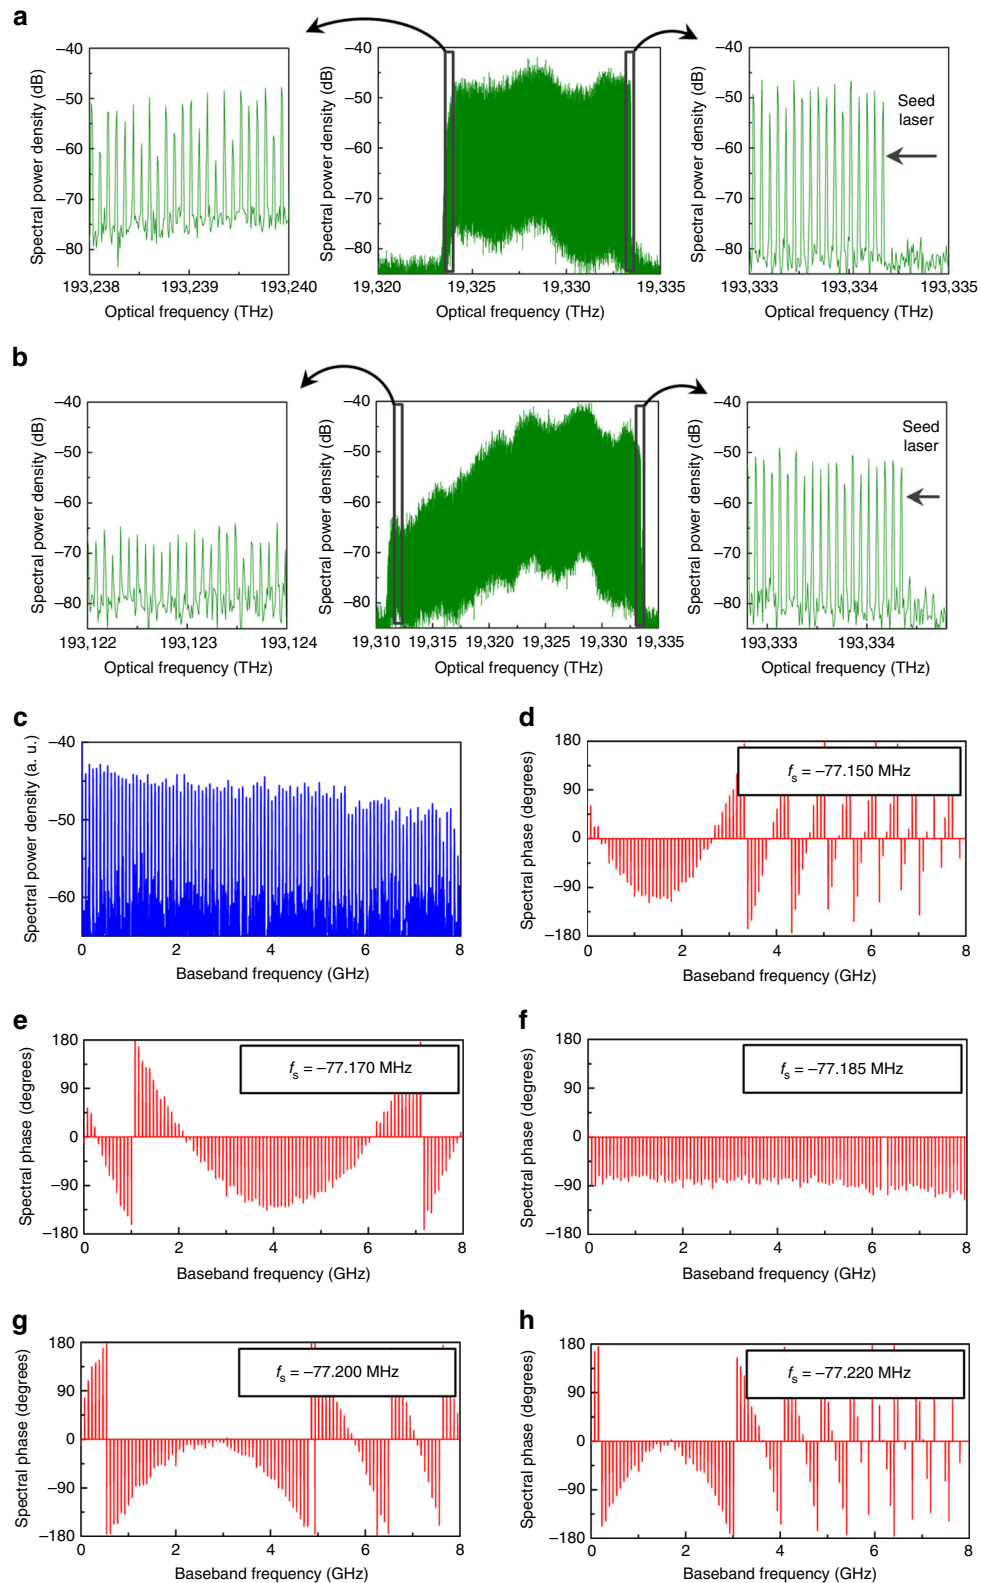 a
−40
−50
−60
−70
−80
Spectral power density (dB)
193,238 193,239 193,240
Optical frequency (THz)
−40
−50
−60
−70
−80
Spectral power density (dB)
19,320 19,325 19,330 19,335
Optical frequency (THz)
−40
−50
−60
−70
−80
Spectral power density (dB)
Seed
laser
193,333 193,334 193,335
Optical frequency (THz)
b
−40
−50
−60
−70
−80
Spectral power density (dB)
193,122 193,123 193,124
Optical frequency (THz)
−40
−50
−60
−70
−80
Spectral power density (dB)
19,310 19,315 19,320 19,325 19,330 19,335
Optical frequency (THz)
−40
−50
−60
−70
−80
Spectral power density (dB)
Seed
laser
193,333 193,334
Optical frequency (THz)
c
−40
−50
−60
Spectral power density (a. u.)
0 2 4 6 8
Baseband frequency (GHz)
d
180
90
0
−90
−180
Spectral phase (degrees)
fs = −77.150 MHz
0 2 4 6 8
Baseband frequency (GHz)
e
180
90
0
−90
−180
Spectral phase (degrees)
fs = −77.170 MHz
0 2 4 6 8
Baseband frequency (GHz)
f
180
90
0
−90
−180
Spectral phase (degrees)
fs = −77.185 MHz
0 2 4 6 8
Baseband frequency (GHz)
g
180
90
0
−90
−180
Spectral phase (degrees)
fs = −77.200 MHz
0 2 4 6 8
Baseband frequency (GHz)
h
180
90
0
−90
−180
Spectral phase (degrees)
fs = −77.220 MHz
0 2 4 6 8
Baseband frequency (GHz)